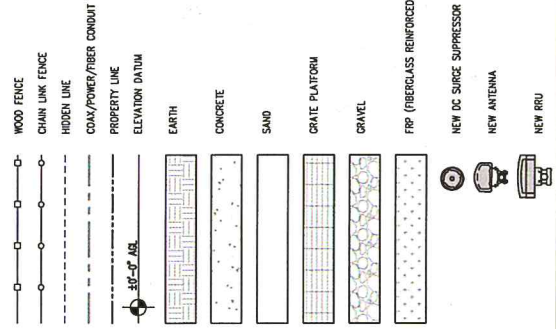 WOOD FENCE
CHAIN LINK FENCE
HIDDEN LINE
COAX/POWER/FIBER CONDUIT
PROPERTY LINE
ELEVATION DATUM
±0'-0" AGL
EARTH
CONCRETE
SAND
GRATE PLATFORM
GRAVEL
FRP (FIBERGLASS REINFORCED
NEW DC SURGE SUPPRESSOR
NEW ANTENNA
NEW RRU